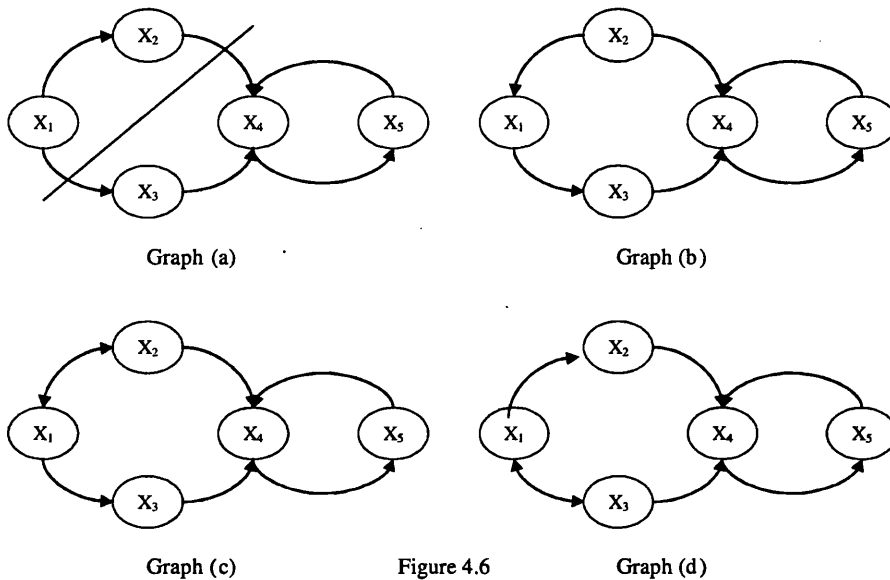 X₂ X₂
X₁ X₄ X₅ X₁ X₄ X₅
X₃ X₃
Graph (a) Graph (b)
X₂ X₂
X₁ X₄ X₅ X₁ X₄ X₅
X₃ X₃
Graph (c) Figure 4.6 Graph (d)